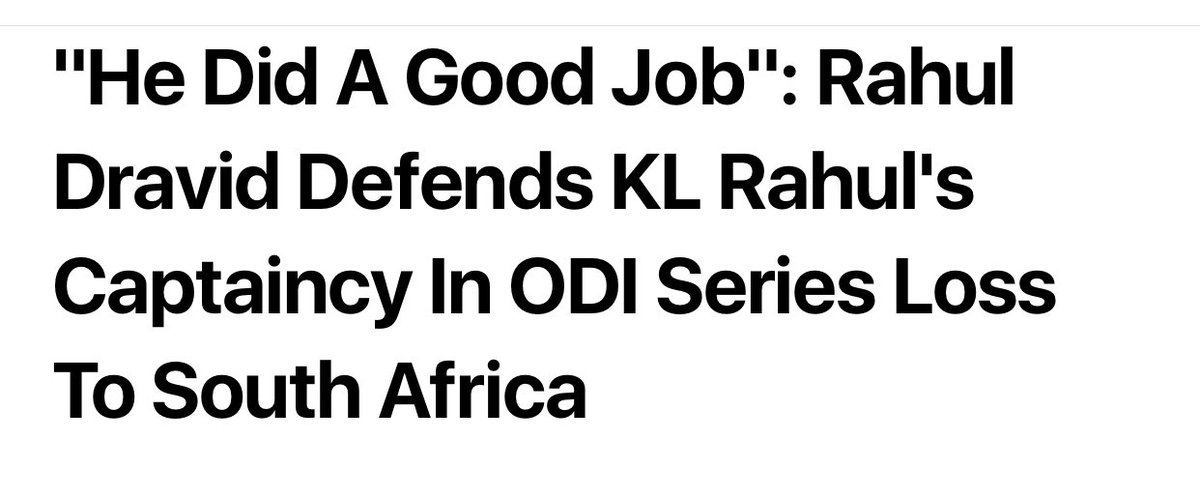 "He Did A Good Job": Rahul
Dravid Defends KL Rahul's
Captaincy In ODI Series Loss
To South Africa